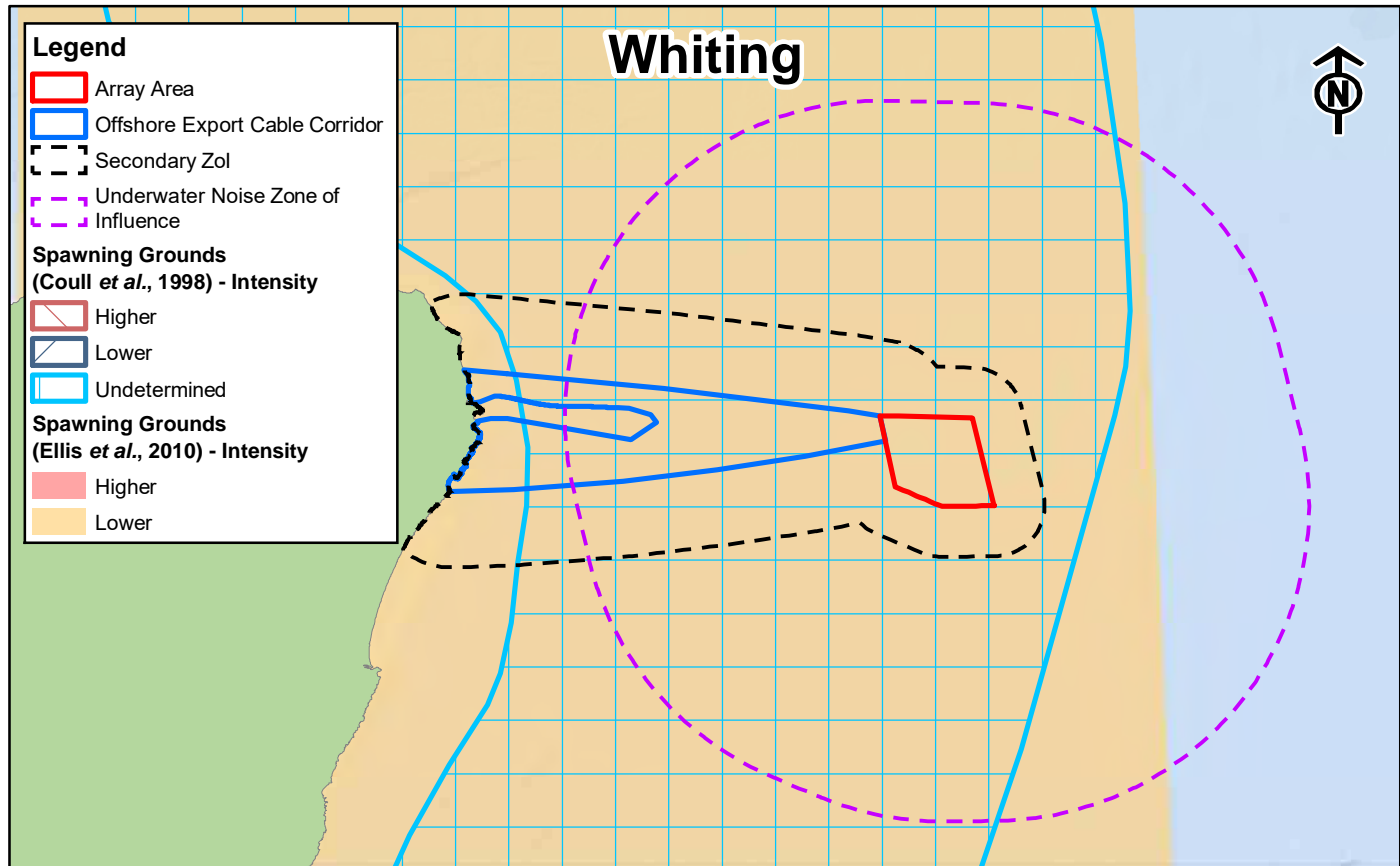 Whiting
N
Legend
Array Area
Offshore Export Cable Corridor
Secondary ZoI
Underwater Noise Zone of
Influence
Spawning Grounds
(Coull et al., 1998) - Intensity
Higher
Lower
Undetermined
Spawning Grounds
(Ellis et al., 2010) - Intensity
Higher
Lower